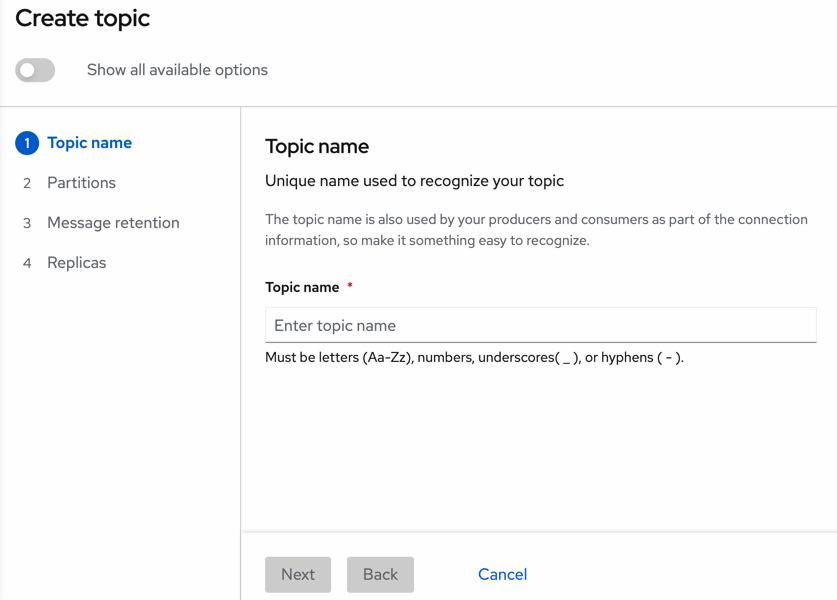 Create topic
Show all available options
1 Topic name
2 Partitions
3 Message retention
4 Replicas
Topic name
Unique name used to recognize your topic
The topic name is also used by your producers and consumers as part of the connection
information, so make it something easy to recognize.
Topic name *
Enter topic name
Must be letters (Aa-Zz), numbers, underscores( _ ), or hyphens ( - ).
Next Back Cancel